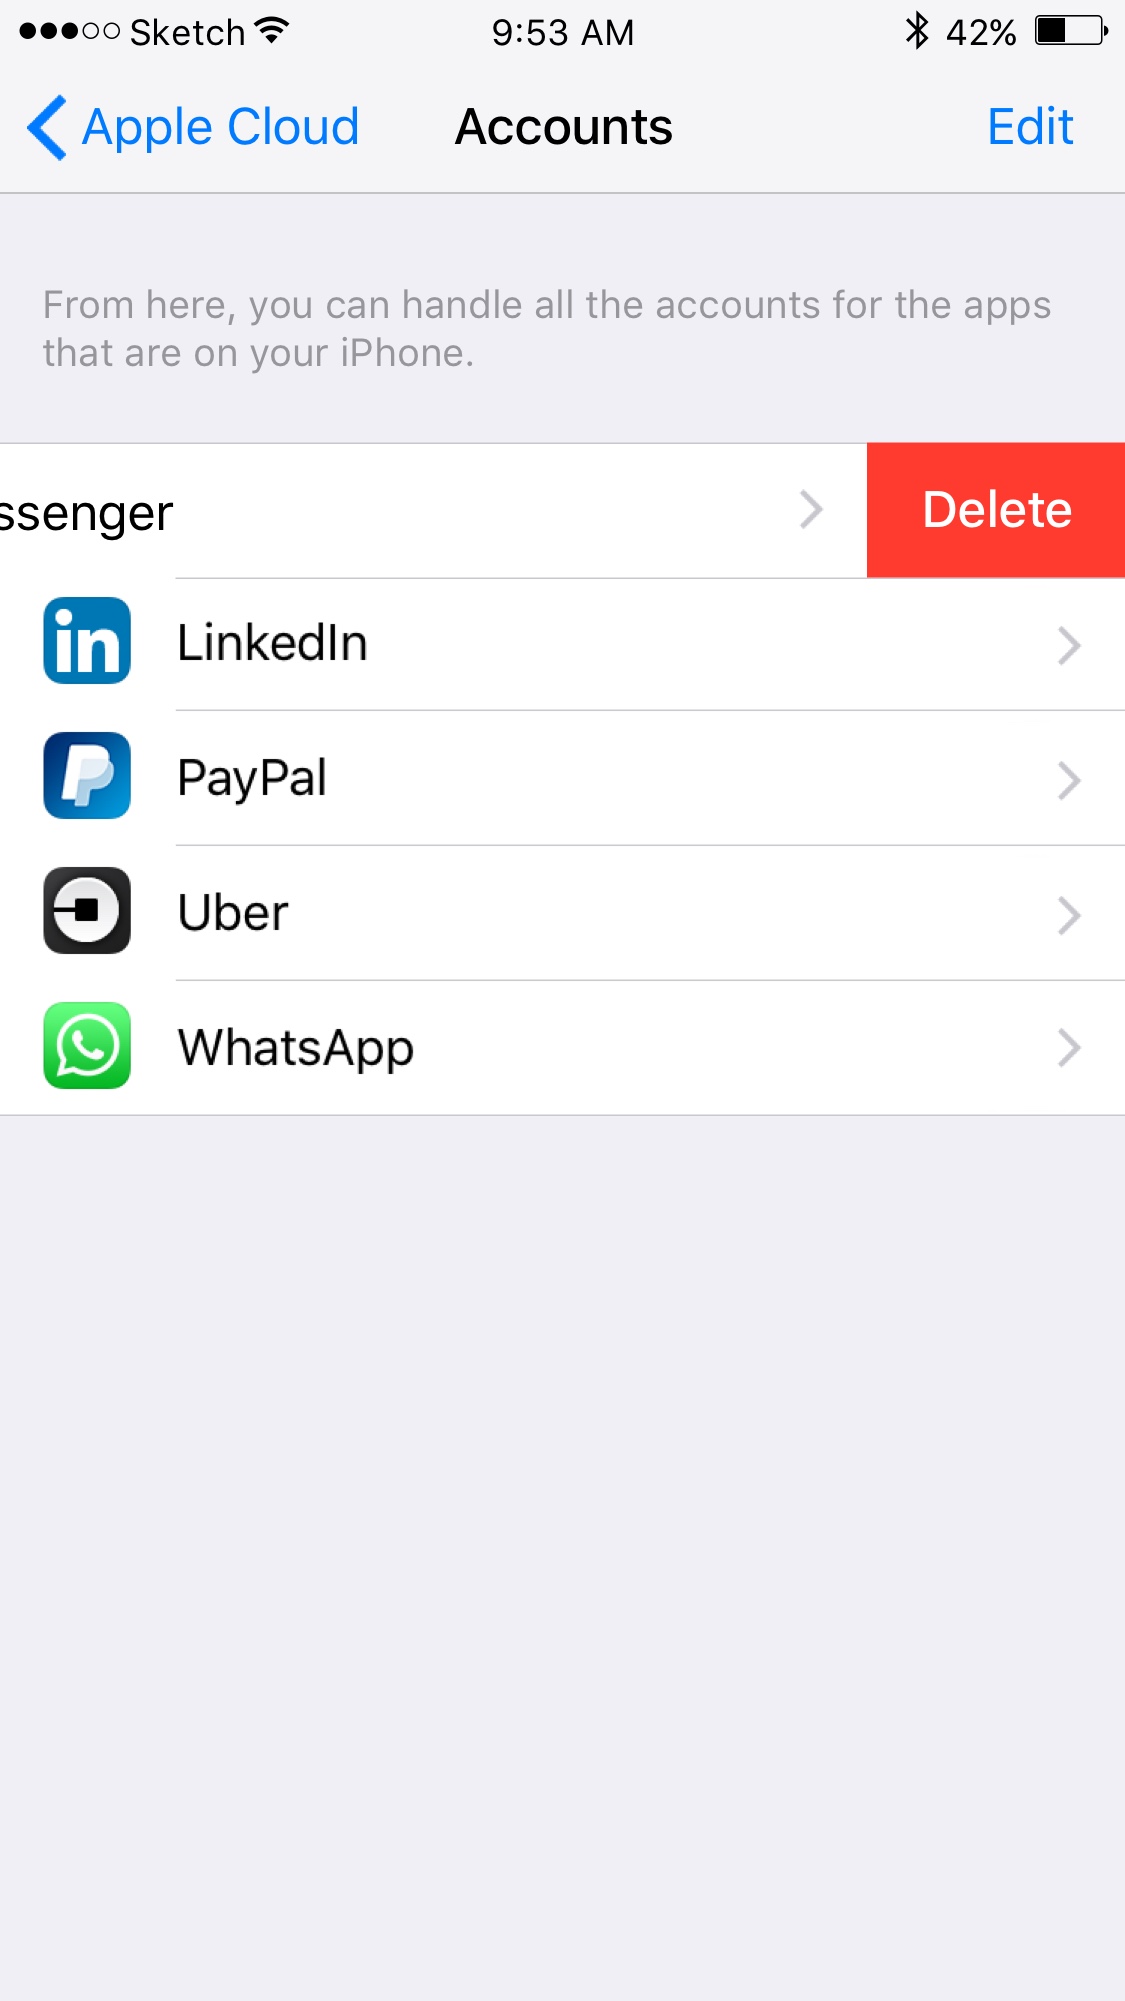 Sketch 9:53 AM 42%
Apple Cloud Accounts Edit
From here, you can handle all the accounts for the apps
that are on your iPhone.
ssenger Delete
in LinkedIn
PayPal
Uber
WhatsApp